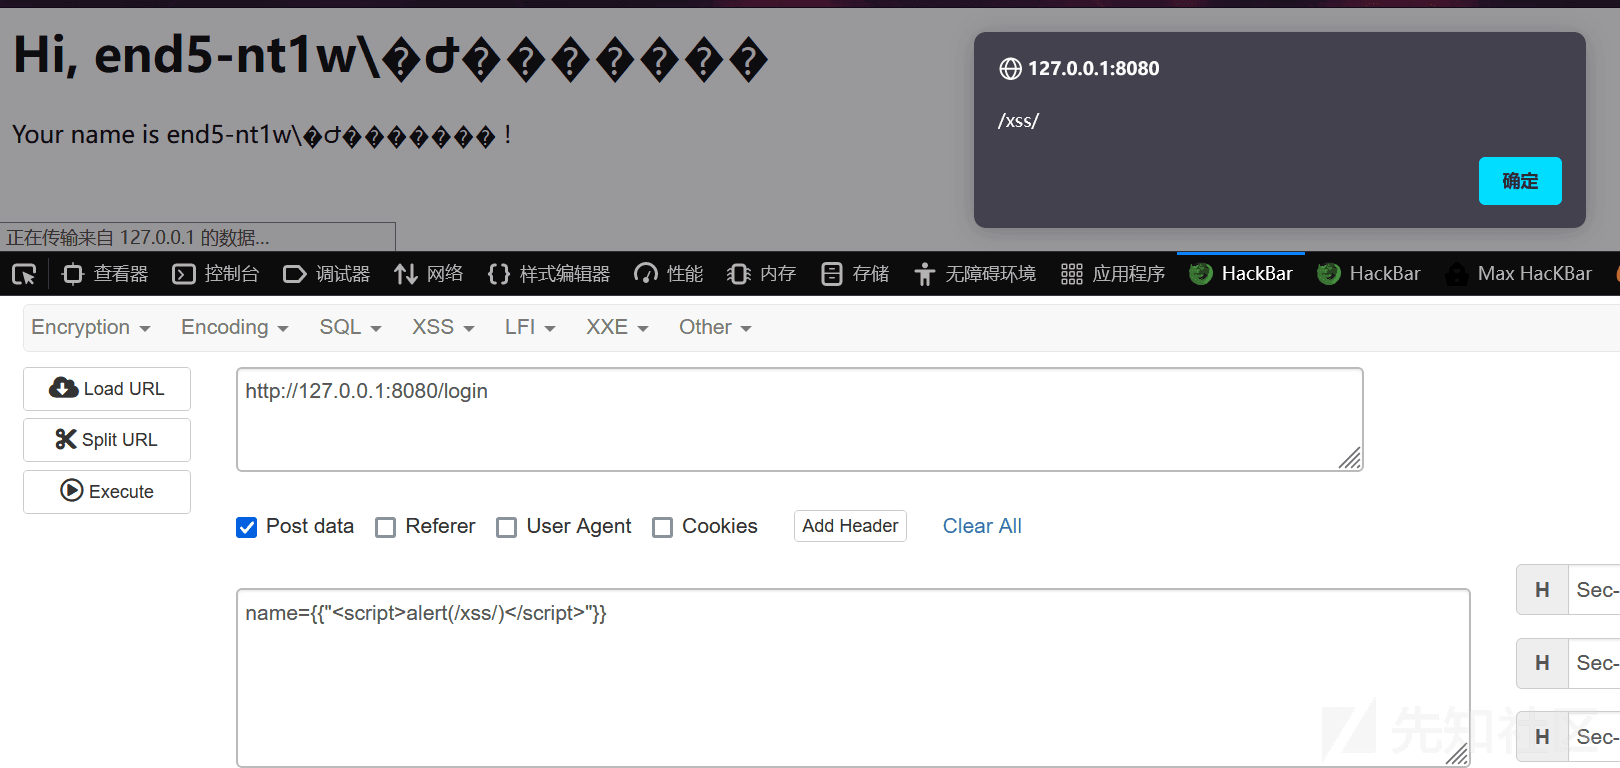 Hi, end5-nt1w\�ժ�������
Your name is end5-nt1w\�ժ������� !
127.0.0.1:8080
/xss/
确定
正在传输来自 127.0.0.1 的数据...
查看器 控制台 调试器 网络 {} 样式编辑器 性能 内存 存储 无障碍环境 应用程序 HackBar HackBar Max HacKBar
Encryption Encoding SQL XSS LFI XXE Other
Load URL
Split URL
Execute
http://127.0.0.1:8080/login
Post data Referer User Agent Cookies Add Header Clear All
name={{"<script>alert(/xss/)</script>"}}
H Sec-
H Sec-
H Sec-
先知社区